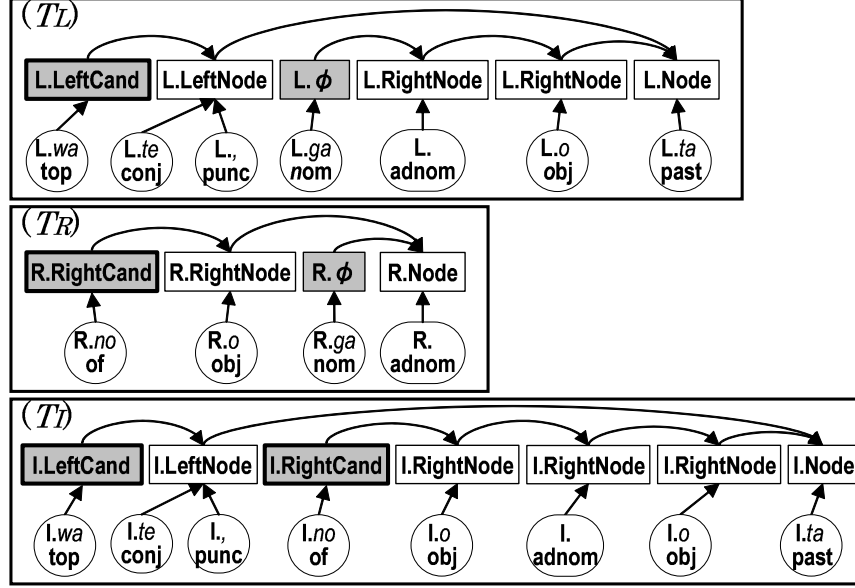 (TL)
L.LeftCand L.LeftNode L.ϕ L.RightNode L.RightNode L.Node
L.wa top L.te conj L., punc L.ga nom L. adnom L.o obj L.ta past
(TR)
R.RightCand R.RightNode R.ϕ R.Node
R.no of R.o obj R.ga nom R. adnom
(TI)
I.LeftCand I.LeftNode I.RightCand I.RightNode I.RightNode I.RightNode I.Node
I.wa top I.te conj I., punc I.no of I.o obj I. adnom I.o obj I.ta past